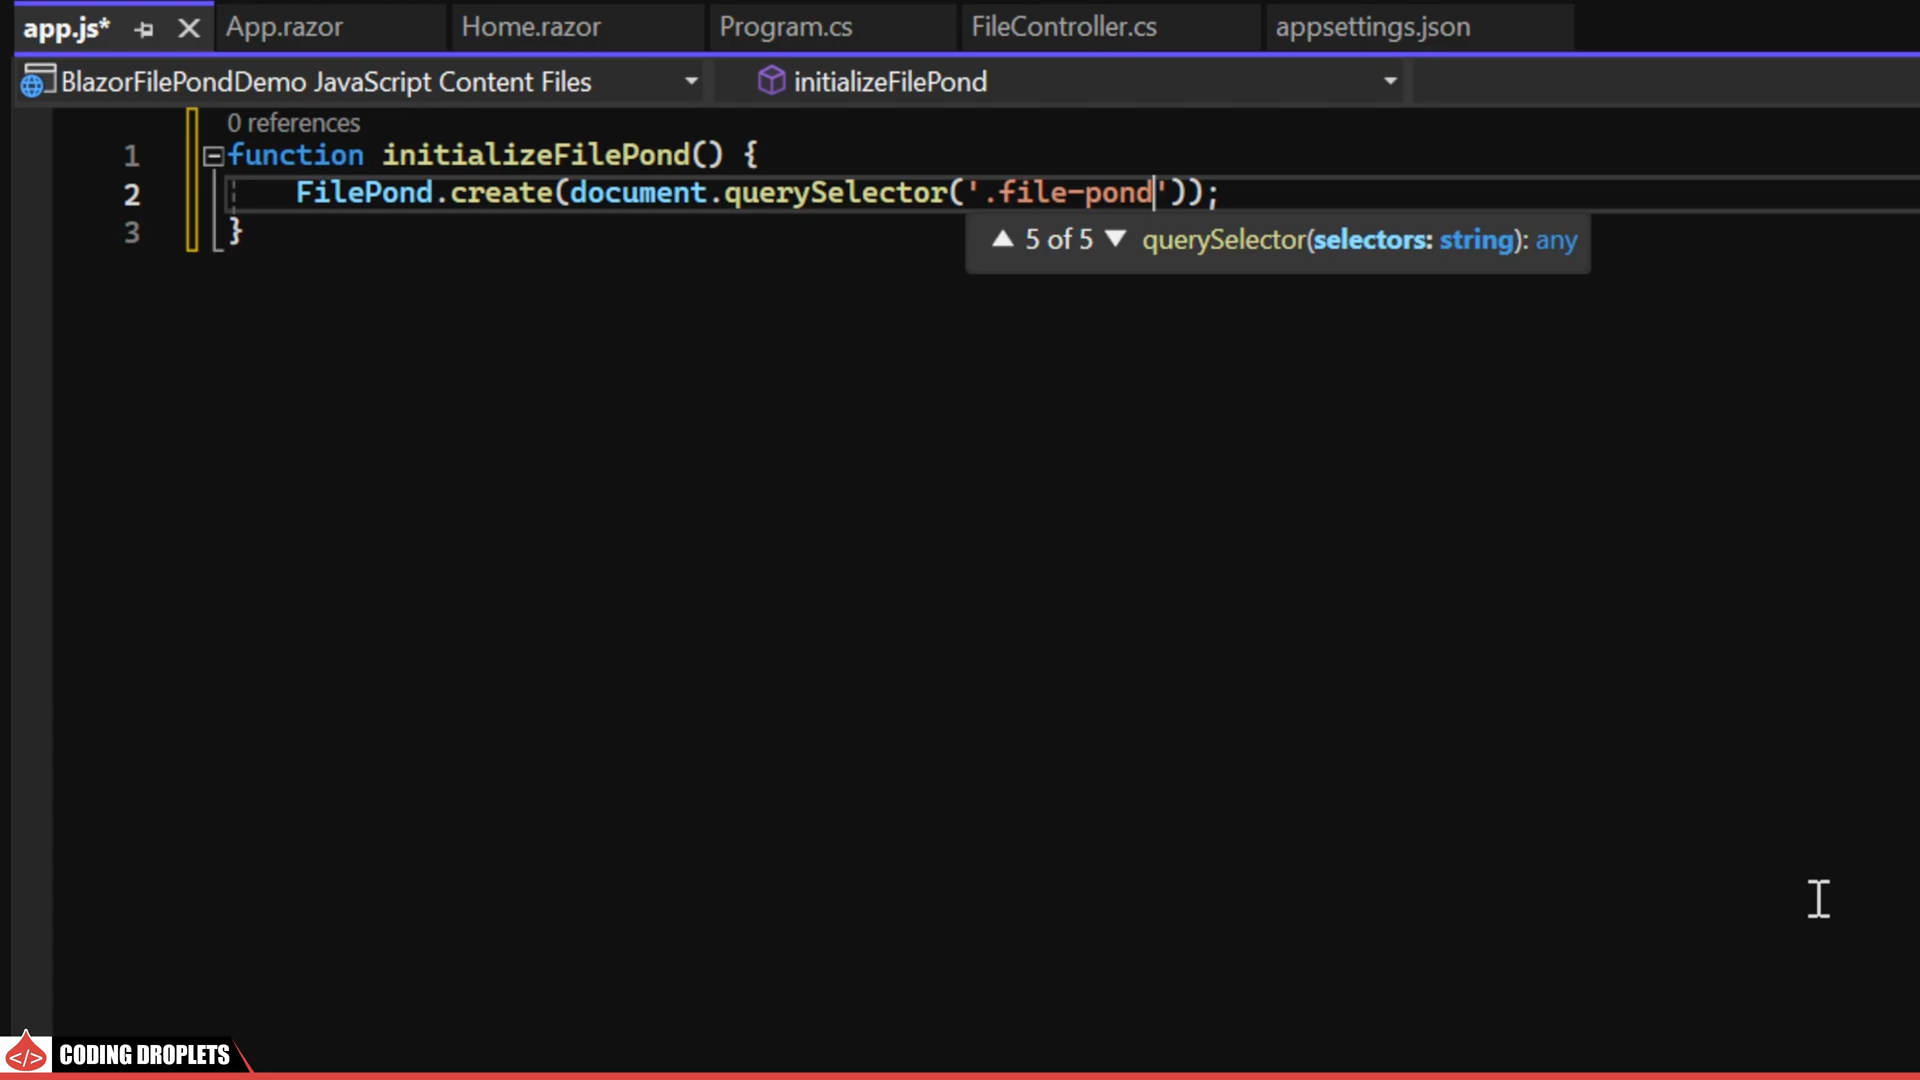 app.js* App.razor Home.razor Program.cs FileController.cs appsettings.json
BlazorFilePondDemo JavaScript Content Files initializeFilePond
0 references
1 function initializeFilePond() {
2 FilePond.create(document.querySelector('.file-pond'));
3 }
▲ 5 of 5 ▼ querySelector(selectors: string): any
</> CODING DROPLETS